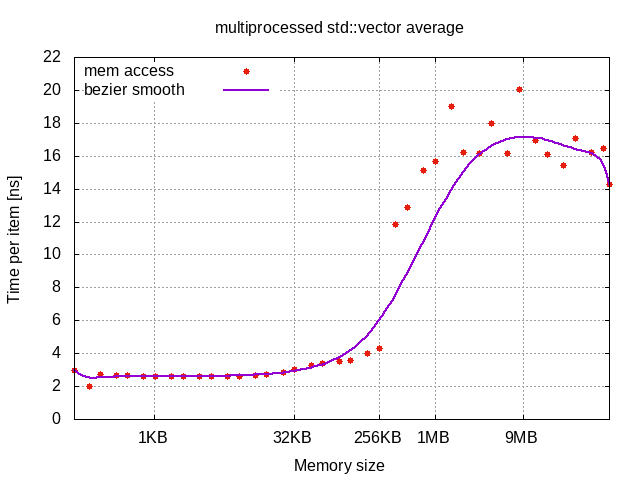 multiprocessed std::vector average
22
20
18
16
14
12
10
8
6
4
2
0
mem access
bezier smooth
Time per item [ns]
1KB 32KB 256KB 1MB 9MB
Memory size